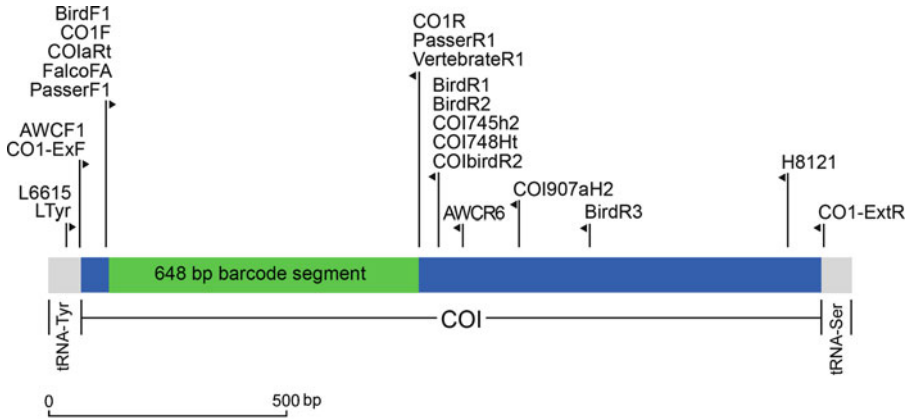 BirdF1
CO1F
COIaRt
FalcoFA
PasserF1
AWCF1
CO1-ExF
L6615
LTyr
CO1R
PasserR1
VertebrateR1
BirdR1
BirdR2
COI745h2
COI748Ht
COIbirdR2
AWCR6
COI907aH2
BirdR3
H8121
CO1-ExtR
648 bp barcode segment
tRNA-Tyr
COI
tRNA-Ser
0
500 bp